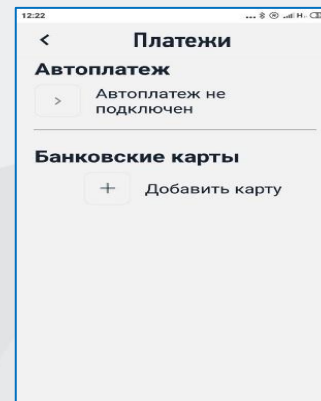 12:22
Платежи
Автоплатеж
Автоплатеж не
подключен
Банковские карты
Добавить карту